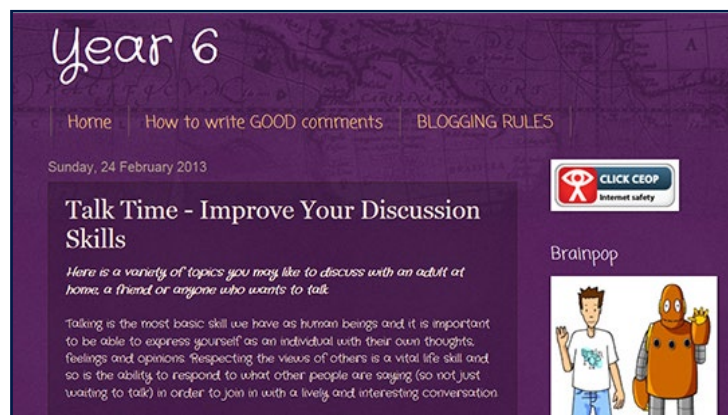 Year 6
Home
How to write GOOD comments
BLOGGING RULES
Sunday, 24 February 2013
Talk Time - Improve Your Discussion
Skills
Here is a variety of topics you may like to discuss with an adult at
home, a friend or anyone who wants to talk
Talking is the most basic skill we have as human beings and it is important
to be able to express yourself as an individual with their own thoughts,
feelings and opinions. Respecting the views of others is a vital life skill and
so is the ability to respond to what other people are saying (so not just
waiting to talk) in order to join in with a lively and interesting conversation
CLICK CEOP
Internet safety
Brainpop